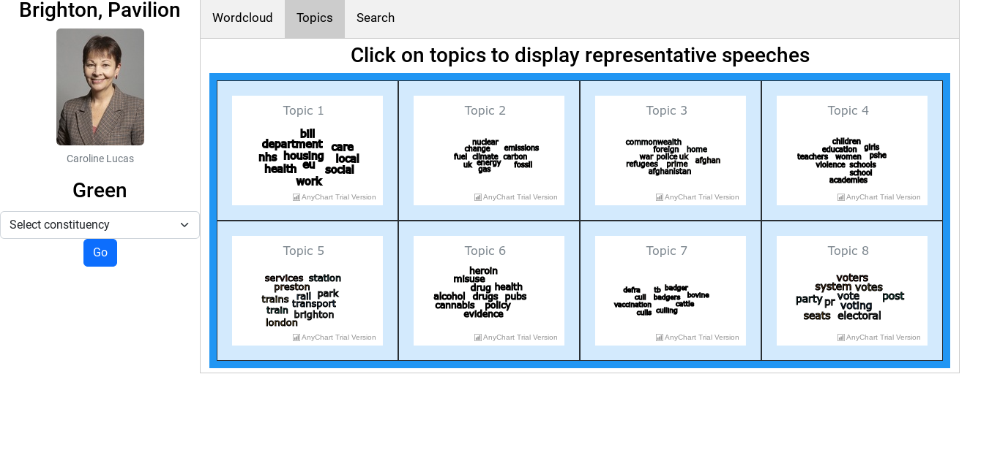 Brighton, Pavilion
Caroline Lucas
Green
Select constituency
Go
Wordcloud Topics Search
Click on topics to display representative speeches
Topic 1
bill
department care
nhs housing local
health eu social
work
AnyChart Trial Version
Topic 2
nuclear
change emissions
fuel climate carbon
uk energy fossil
gas
AnyChart Trial Version
Topic 3
commonwealth
foreign home
war police uk afghan
refugees prime
afghanistan
AnyChart Trial Version
Topic 4
children
education girls
teachers women pshe
violence schools
school
academies
AnyChart Trial Version
Topic 5
services station
preston
trains rail park
transport
train brighton
london
AnyChart Trial Version
Topic 6
heroin
misuse
drug health
alcohol drugs pubs
cannabis policy
evidence
AnyChart Trial Version
Topic 7
defra tb badger
cull badgers bovine
vaccination cattle
culls culling
AnyChart Trial Version
Topic 8
voters
system votes
party pr vote post
voting
seats electoral
AnyChart Trial Version